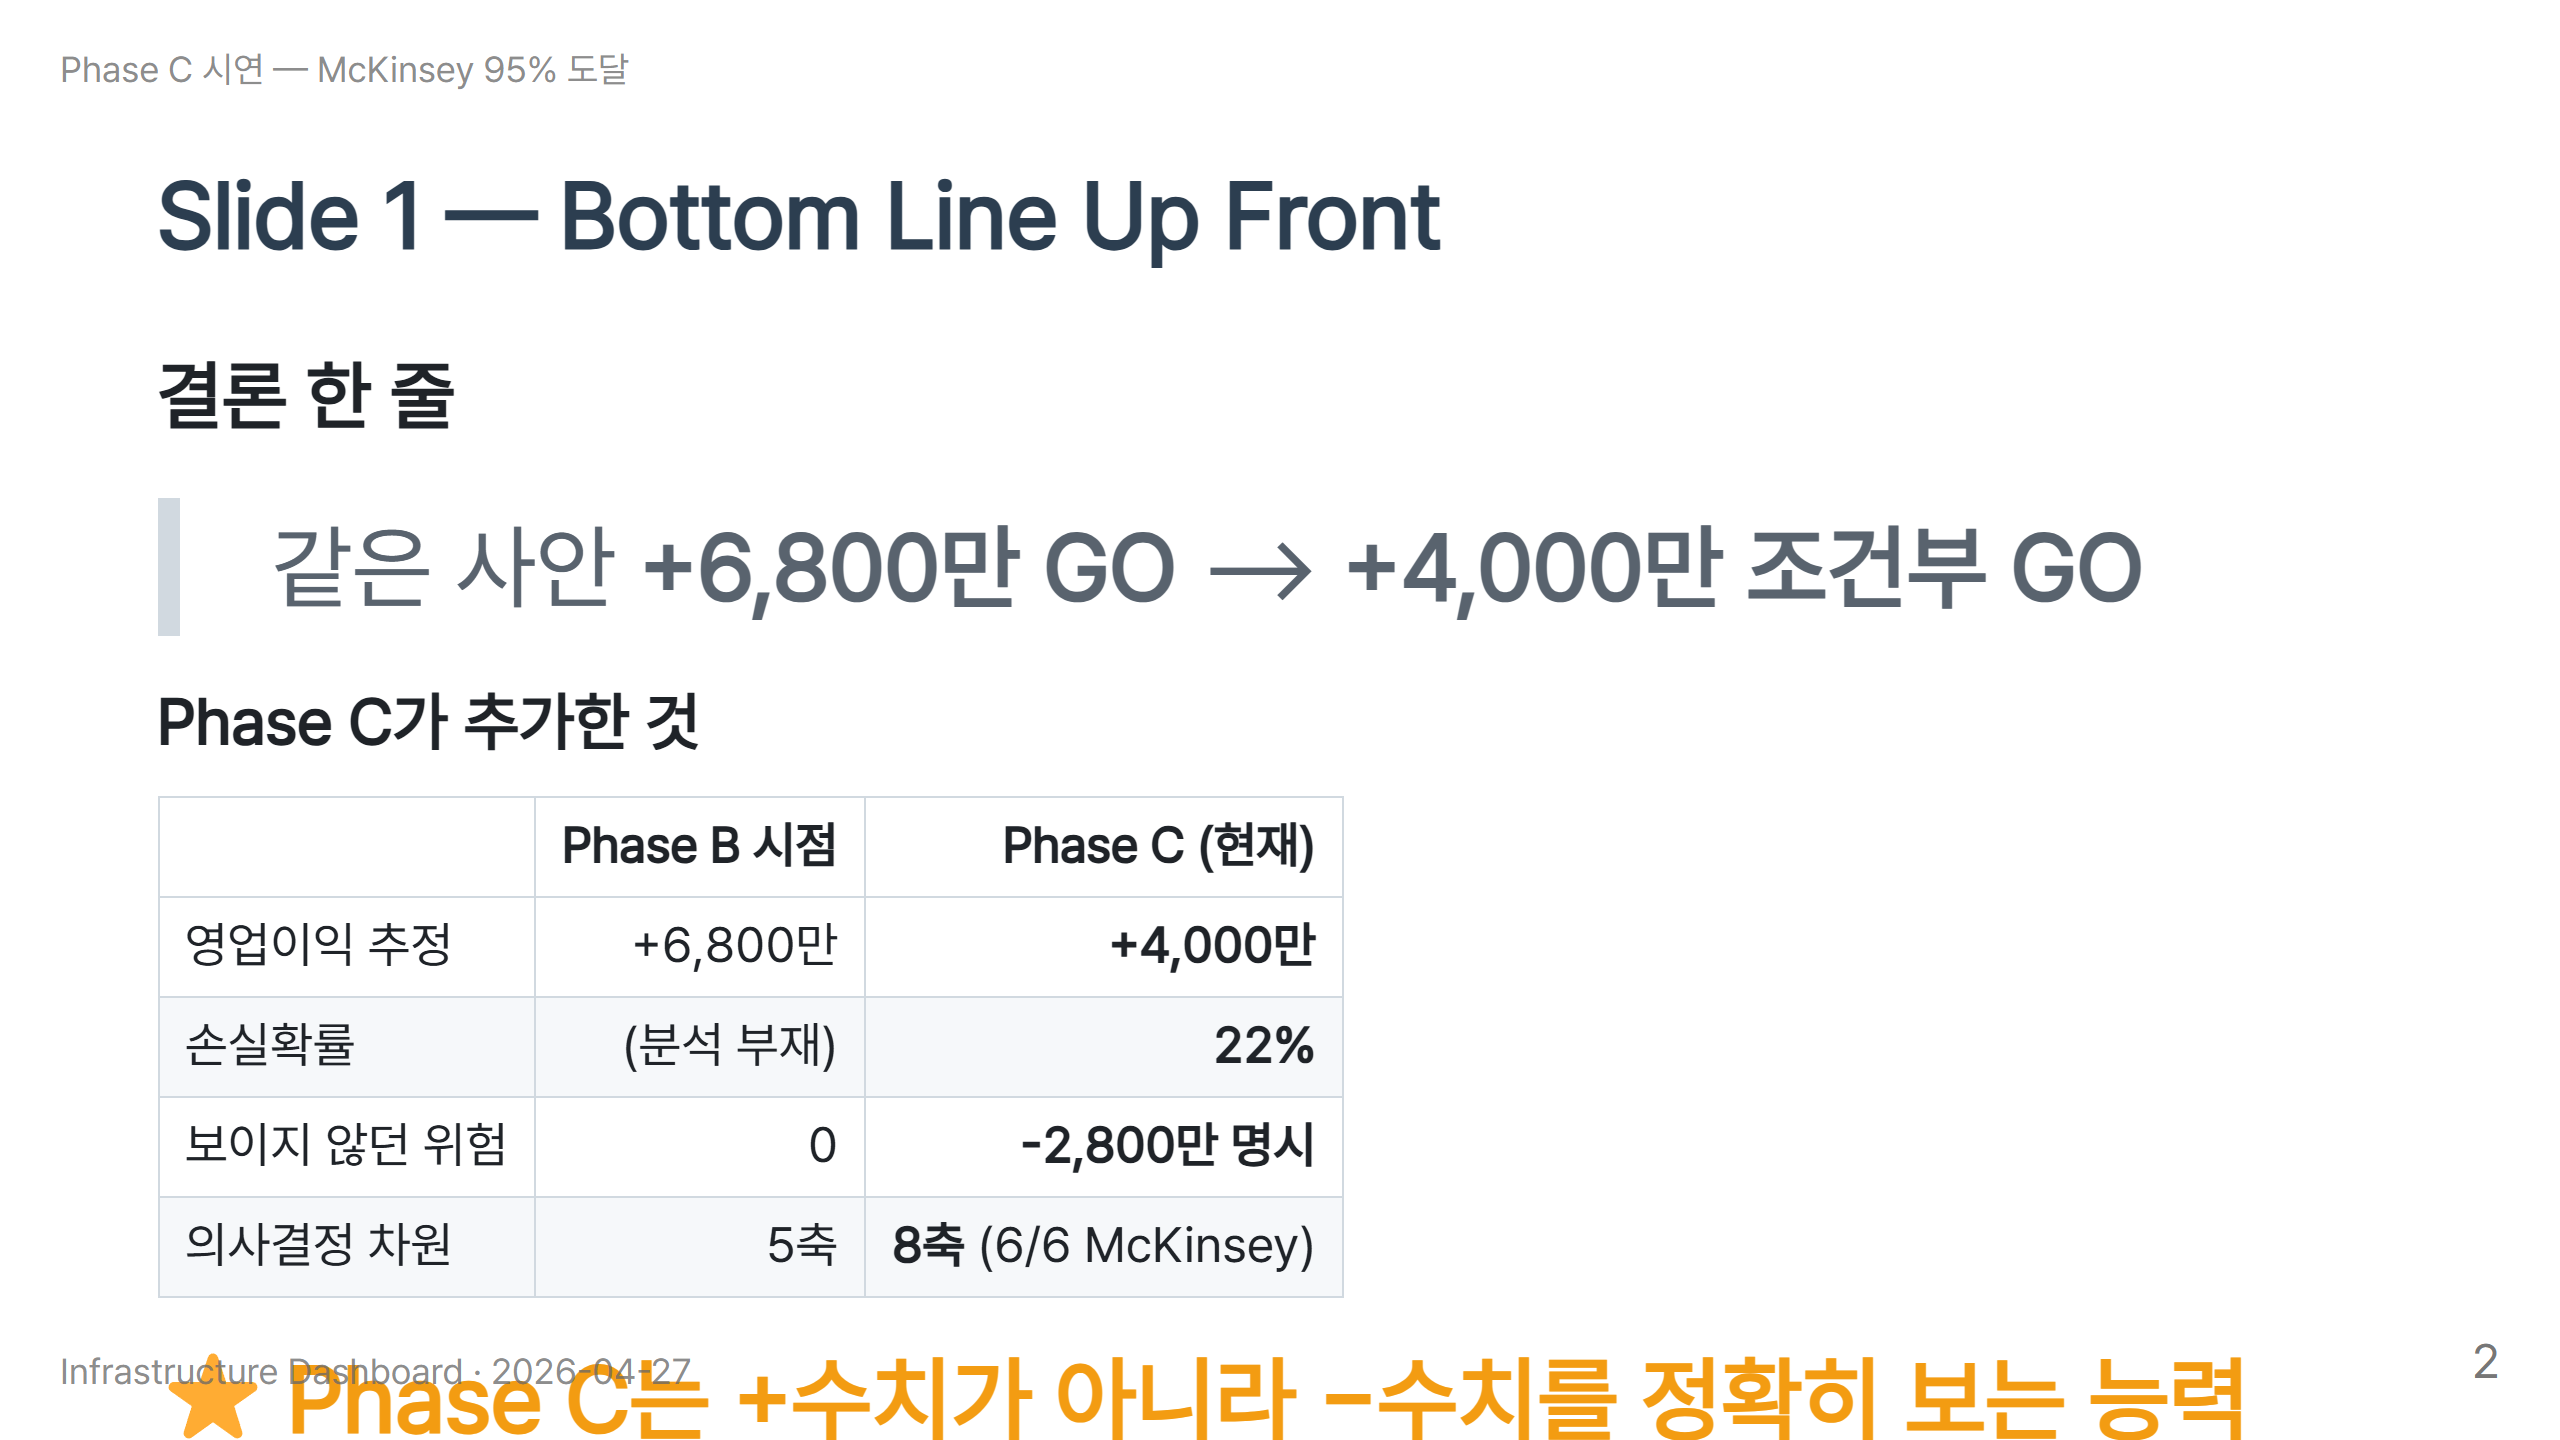 Phase C 시연 — McKinsey 95% 도달
Slide 1 — Bottom Line Up Front
결론 한 줄
같은 사안 +6,800만 GO → +4,000만 조건부 GO
Phase C가 추가한 것
Phase B 시점 Phase C (현재)
영업이익 추정 +6,800만 +4,000만
손실확률 (분석 부재) 22%
보이지 않던 위험 0 -2,800만 명시
의사결정 차원 5축 8축 (6/6 McKinsey)
⭐ Phase C는 +수치가 아니라 −수치를 정확히 보는 능력
Infrastructure Dashboard · 2026-04-27
2